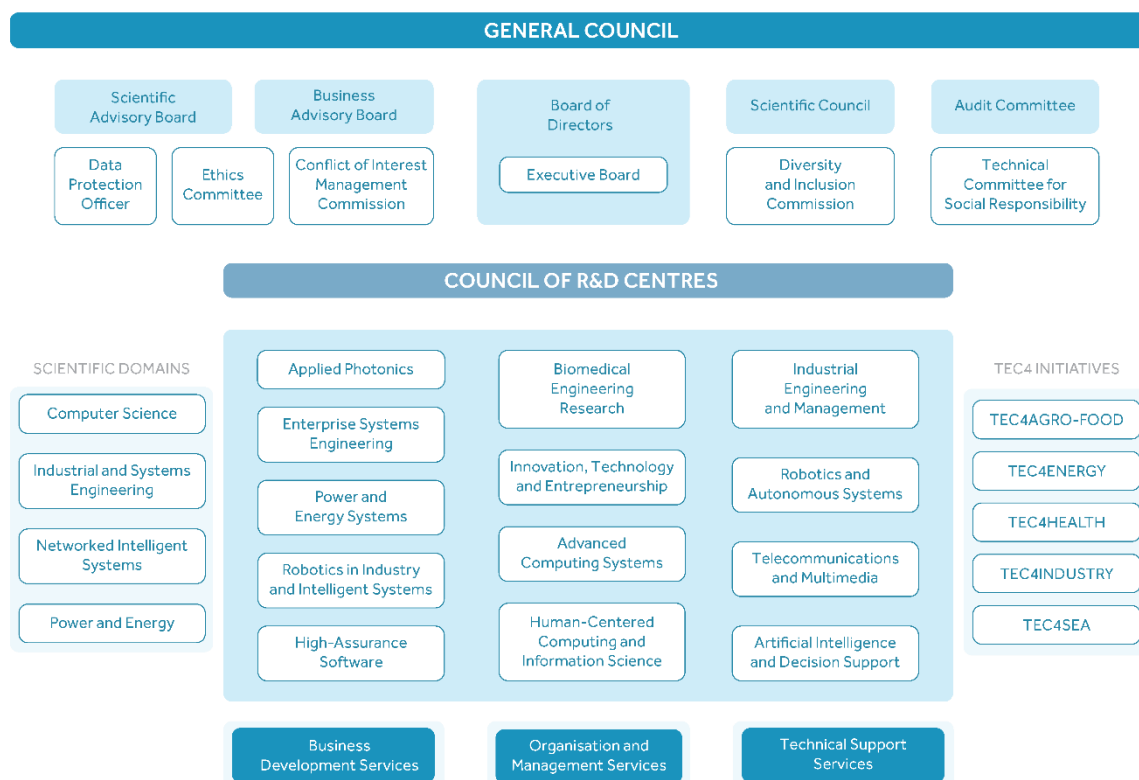 GENERAL COUNCIL
Scientific
Advisory Board
Business
Advisory Board
Board of
Directors
Scientific Council
Audit Committee
Data
Protection
Officer
Ethics
Committee
Conflict of Interest
Management
Commission
Executive Board
Diversity
and Inclusion
Commission
Technical
Committee for
Social Responsibility
COUNCIL OF R&D CENTRES
SCIENTIFIC DOMAINS
Computer Science
Industrial and Systems
Engineering
Networked Intelligent
Systems
Power and Energy
Applied Photonics
Enterprise Systems
Engineering
Power and
Energy Systems
Robotics in Industry
and Intelligent Systems
High-Assurance
Software
Biomedical
Engineering
Research
Innovation, Technology
and Entrepreneurship
Advanced
Computing Systems
Human-Centered
Computing and
Information Science
Industrial
Engineering
and Management
Robotics and
Autonomous Systems
Telecommunications
and Multimedia
Artificial Intelligence
and Decision Support
TEC4 INITIATIVES
TEC4AGRO-FOOD
TEC4ENERGY
TEC4HEALTH
TEC4INDUSTRY
TEC4SEA
Business
Development Services
Organisation and
Management Services
Technical Support
Services